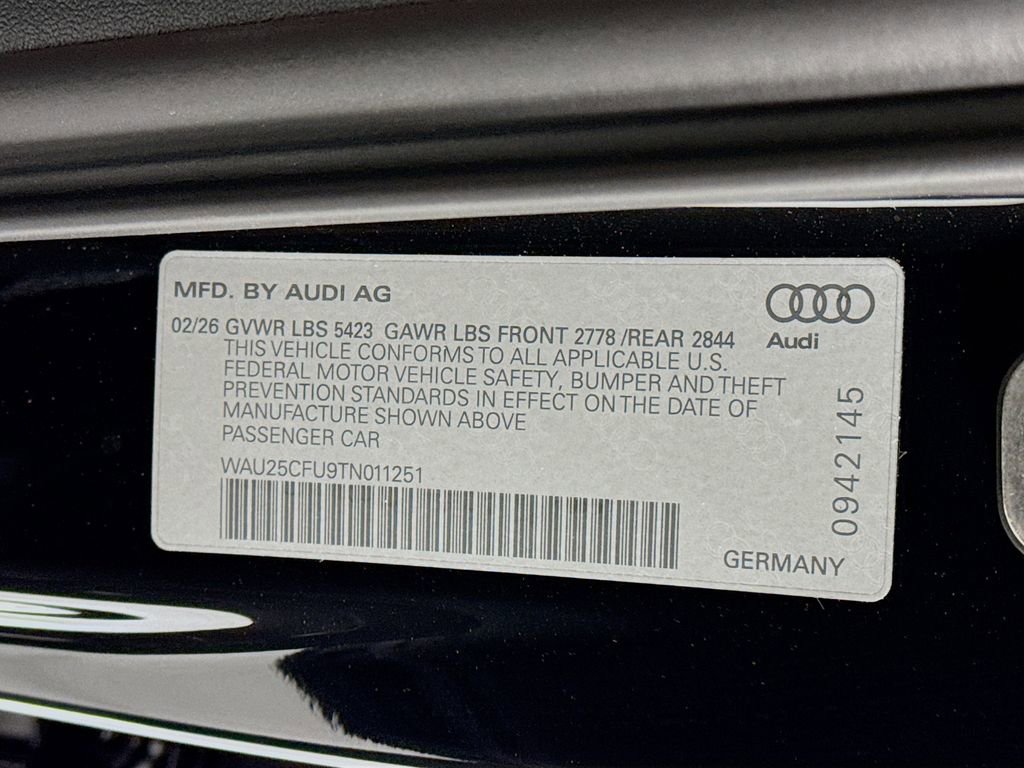 MFD. BY AUDI AG
02/26 GVWR LBS 5423 GAWR LBS FRONT 2778 /REAR 2844
THIS VEHICLE CONFORMS TO ALL APPLICABLE U.S.
FEDERAL MOTOR VEHICLE SAFETY, BUMPER AND THEFT
PREVENTION STANDARDS IN EFFECT ON THE DATE OF
MANUFACTURE SHOWN ABOVE
PASSENGER CAR
WAU25CFU9TN011251
Audi
0942145
GERMANY